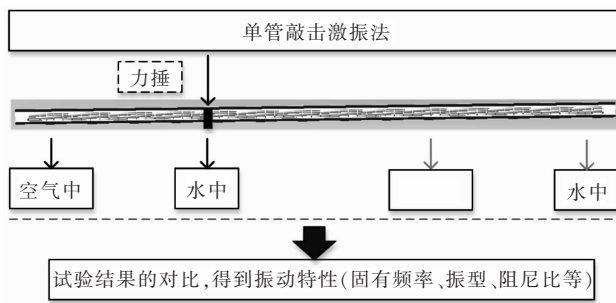 单管敲击激振法
力捶
空气中
水中
水中
试验结果的对比,得到振动特性(固有频率、振型、阻尼比等)